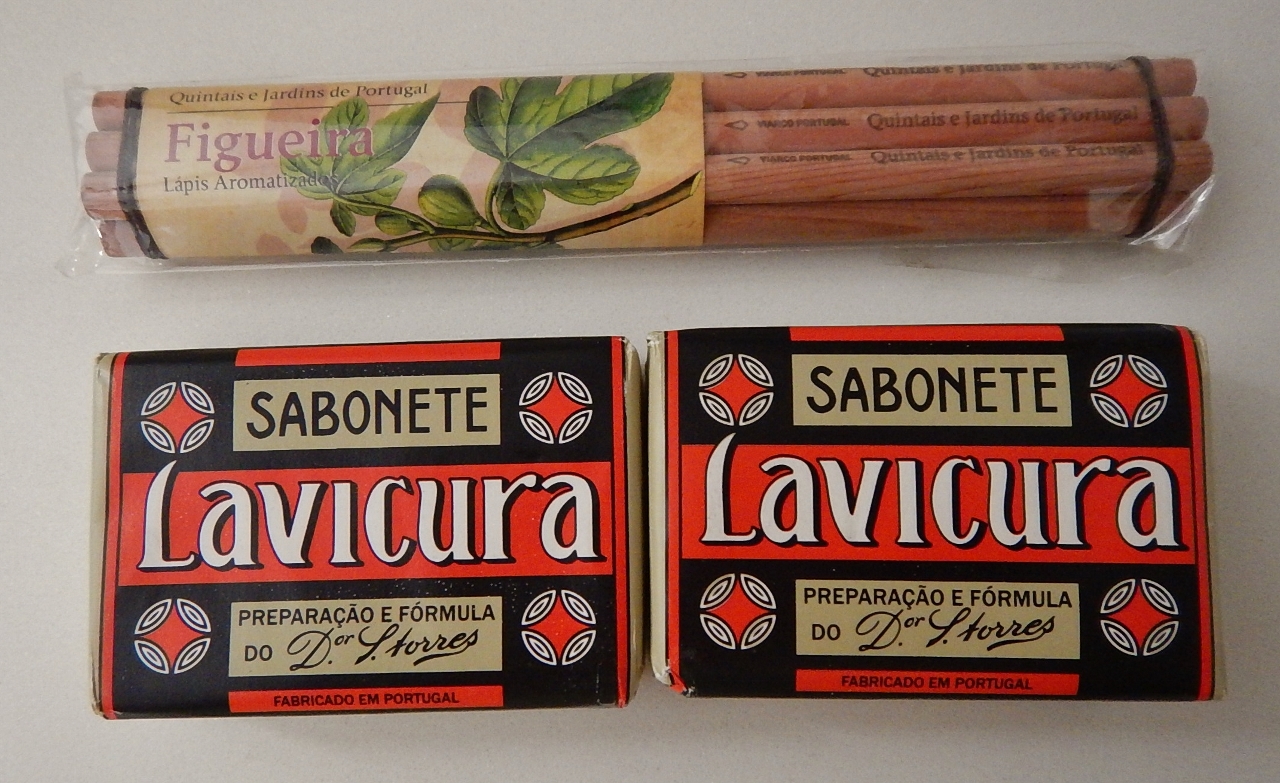 Quintais e Jardins de Portugal
Figueira
Lápis Aromatizados
VIARCO PORTUGAL Quintais e Jardins de Portugal
VIARCO PORTUGAL Quintais e Jardins de Portugal
VIARCO PORTUGAL Quintais e Jardins de Portugal
SABONETE
Lavicura
PREPARAÇÃO E FÓRMULA
DO D.or S. torres
FABRICADO EM PORTUGAL
SABONETE
Lavicura
PREPARAÇÃO E FÓRMULA
DO D.or S. torres
FABRICADO EM PORTUGAL